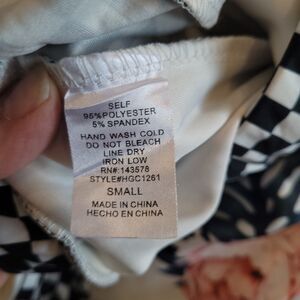 SELF
95%POLYESTER
5% SPANDEX
HAND WASH COLD
DO NOT BLEACH
LINE DRY
IRON LOW
RN#:143578
STYLE#HGC1261
SMALL
MADE IN CHINA
HECHO EN CHINA